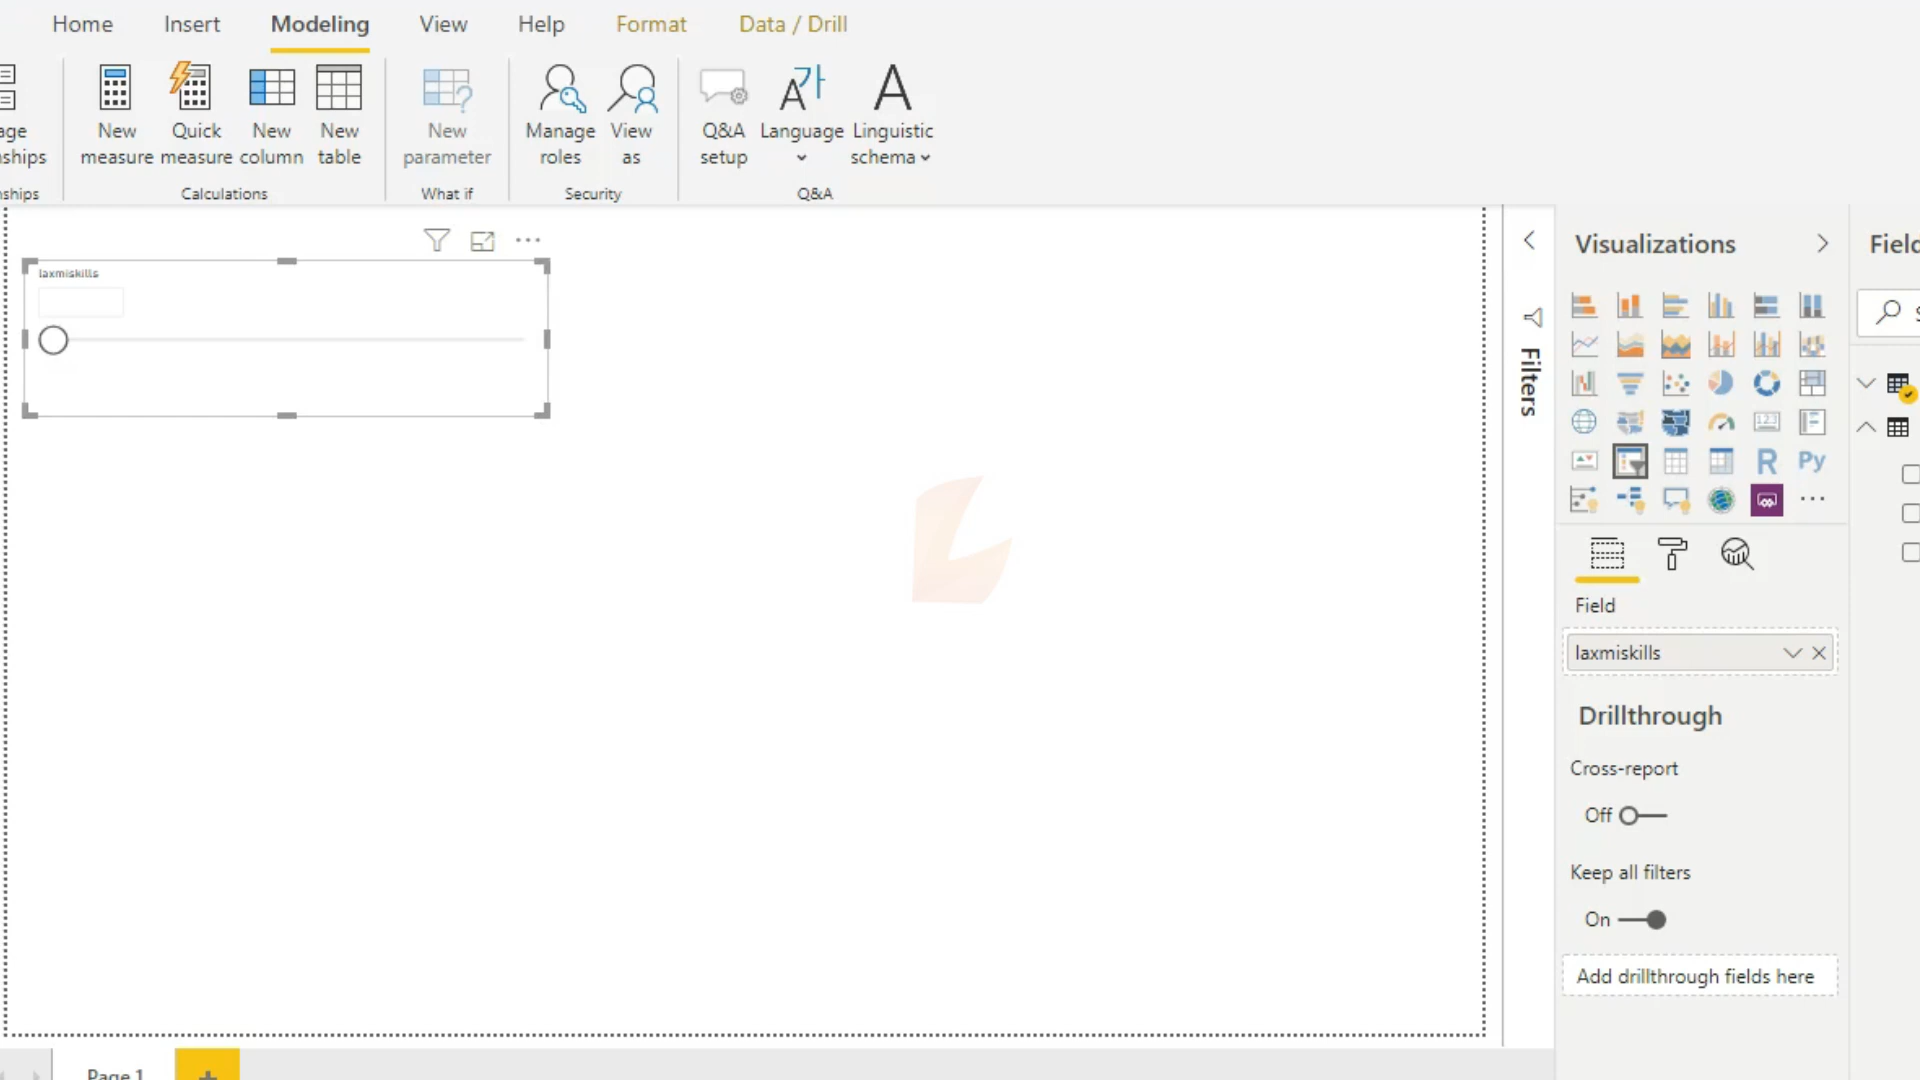 Home Insert Modeling View Help Format Data / Drill
New measure
Quick measure
New column
New table
New parameter
Manage roles
View as
Q&A setup
Language
Linguistic schema
Calculations
What if
Security
Q&A
laxmiskills
Filters
Visualizations
123
R
Py
Field
laxmiskills
Drillthrough
Cross-report
Off
Keep all filters
On
Add drillthrough fields here
Page 1
+